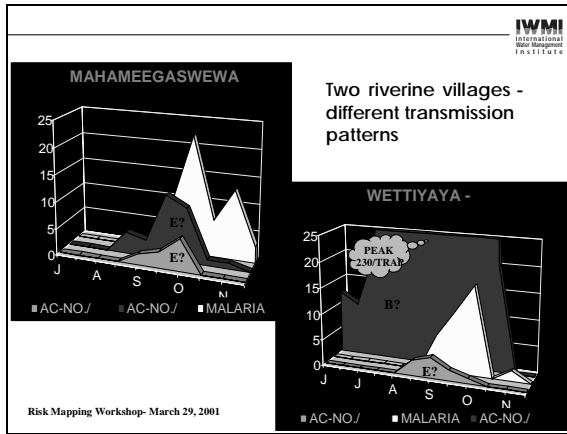 IWMI
International
Water Management
Institute
Two riverine villages -
different transmission
patterns
MAHAMEEGASWEWA
25
20
15
10
5
0
E?
E?
J
A
S
O
N
AC-NO./
AC-NO./
MALARIA
WETTIYAYA -
25
20
15
10
5
0
PEAK
230/TRAP
B?
E?
J
J
A
S
O
N
AC-NO./
MALARIA
AC-NO./
Risk Mapping Workshop- March 29, 2001